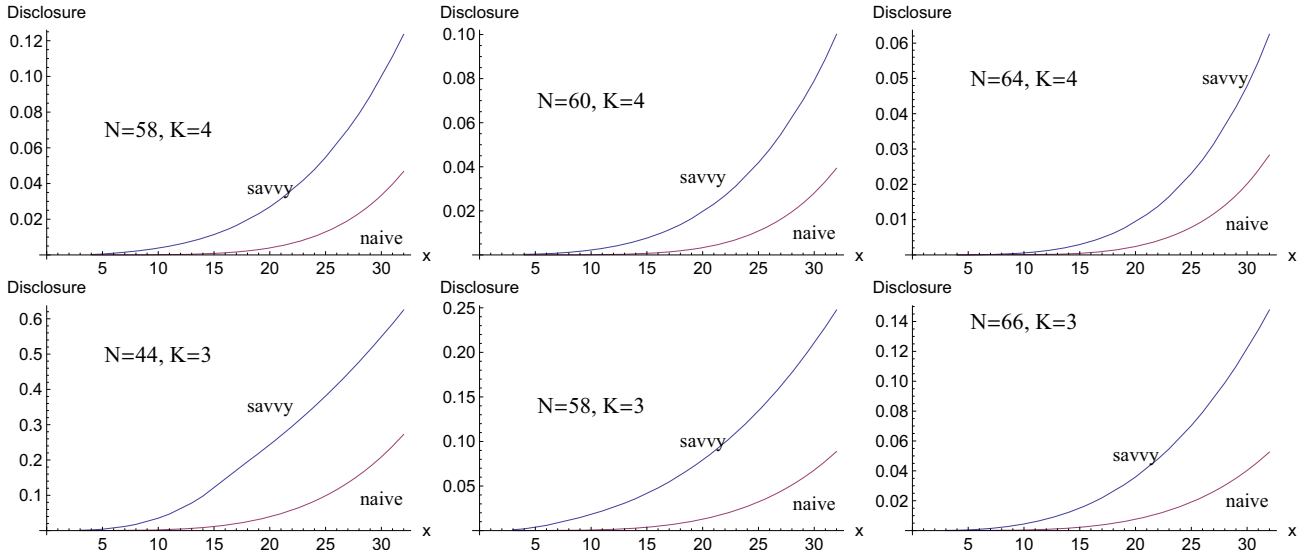 Disclosure
0.12
0.10
0.08
0.06
0.04
0.02
N=58, K=4
savvy
naive
5 10 15 20 25 30 x
Disclosure
0.10
0.08
0.06
0.04
0.02
N=60, K=4
savvy
naive
5 10 15 20 25 30 x
Disclosure
0.06
0.05
0.04
0.03
0.02
0.01
N=64, K=4
savvy
naive
5 10 15 20 25 30 x
Disclosure
0.6
0.5
0.4
0.3
0.2
0.1
N=44, K=3
savvy
naive
5 10 15 20 25 30 x
Disclosure
0.25
0.20
0.15
0.10
0.05
N=58, K=3
savvy
naive
5 10 15 20 25 30 x
Disclosure
0.14
0.12
0.10
0.08
0.06
0.04
0.02
N=66, K=3
savvy
naive
5 10 15 20 25 30 x